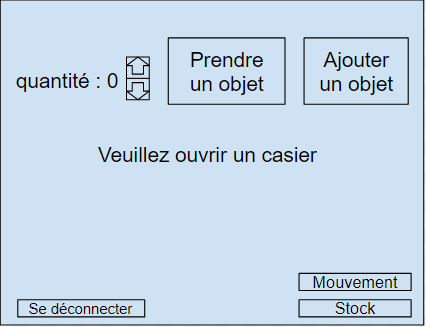 quantité : 0
Prendre
un objet
Ajouter
un objet
Veuillez ouvrir un casier
Mouvement
Se déconnecter
Stock